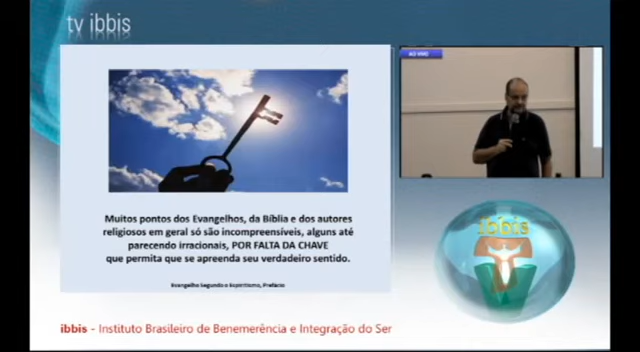 tv ibbis
AO VIVO
Muitos pontos dos Evangelhos, da Bíblia e dos autores
religiosos em geral só são incompreensíveis, alguns até
parecendo irracionais, POR FALTA DA CHAVE
que permita que se apreenda seu verdadeiro sentido.
Evangelho Segundo o Espiritismo, Prefácio
ibbis
ibbis - Instituto Brasileiro de Benemerência e Integração do Ser